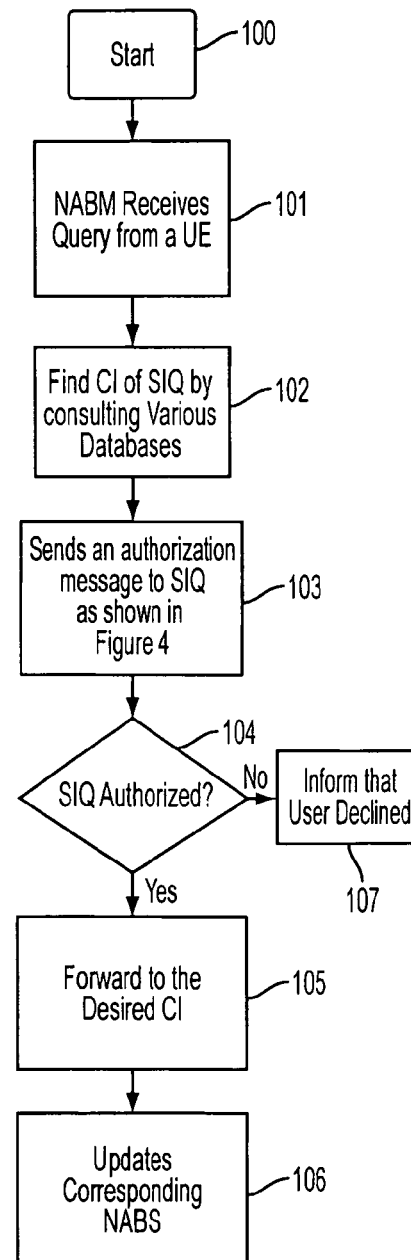 Start
100
NABM Receives
Query from a UE
101
Find CI of SIQ by
consulting Various
Databases
102
Sends an authorization
message to SIQ
as shown in
Figure 4
103
104
SIQ Authorized?
No
Inform that
User Declined
107
Yes
Forward to the
Desired CI
105
Updates
Corresponding
NABS
106